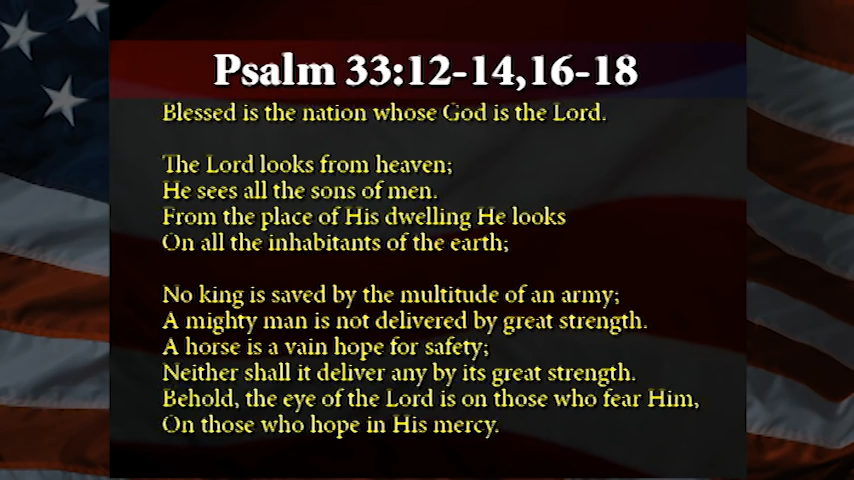 Psalm 33:12-14,16-18
Blessed is the nation whose God is the Lord.
The Lord looks from heaven;
He sees all the sons of men.
From the place of His dwelling He looks
On all the inhabitants of the earth;
No king is saved by the multitude of an army;
A mighty man is not delivered by great strength.
A horse is a vain hope for safety;
Neither shall it deliver any by its great strength.
Behold, the eye of the Lord is on those who fear Him,
On those who hope in His mercy.